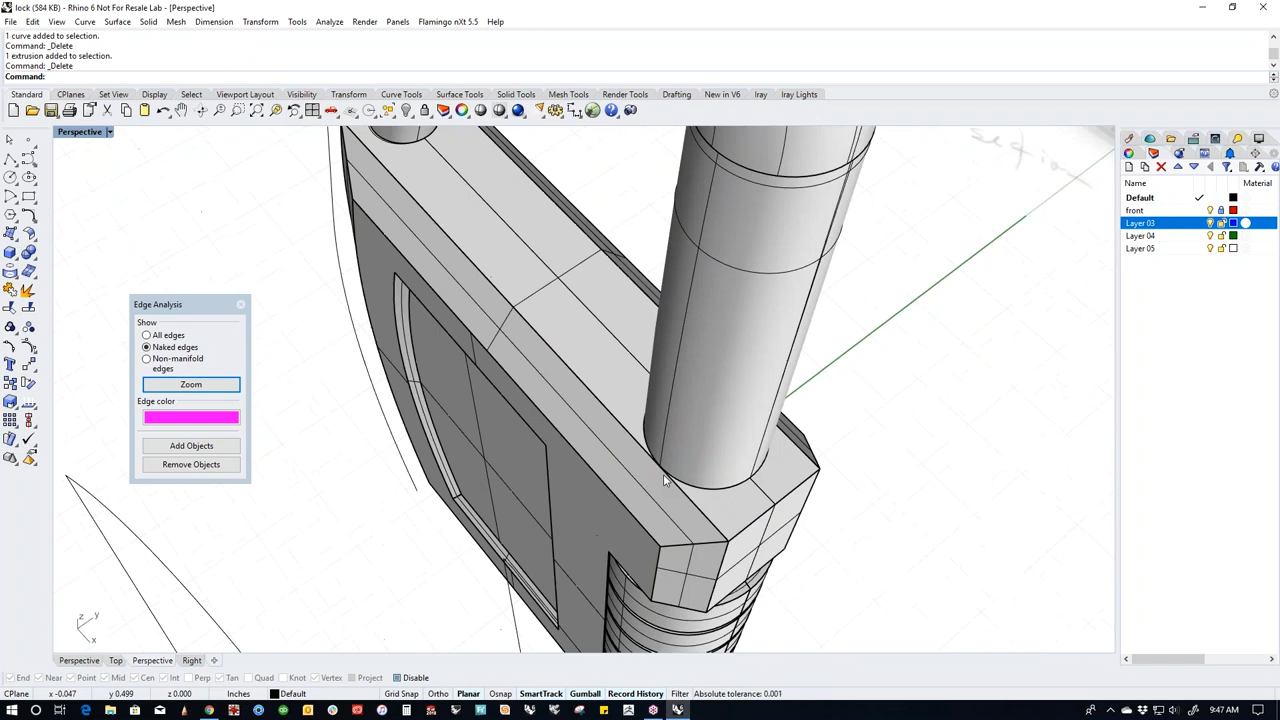 lock (584 KB) - Rhino 6 Not For Resale Lab - [Perspective]
File Edit View Curve Surface Solid Mesh Dimension Transform Tools Analyze Render Panels Flamingo nXt 5.5 Help
1 curve added to selection.
Command: _Delete
1 extrusion added to selection.
Command: _Delete
Command:
Standard CPlanes Set View Display Select Viewport Layout Visibility Transform Curve Tools Surface Tools Solid Tools Mesh Tools Render Tools Drafting New in V6 Iray Iray Lights
Perspective
section
Name Material
Default
front
Layer 03
Layer 04
Layer 05
Edge Analysis
Show
All edges
Naked edges
Non-manifold
edges
Zoom
Edge color
Add Objects
Remove Objects
z y
x
Perspective Top Perspective Right
End Near Point Mid Cen Int Perp Tan Quad Knot Vertex Project Disable
CPlane x -0.047 y 0.499 z 0.000 Inches Default Grid Snap Ortho Planar Osnap SmartTrack Gumball Record History Filter Absolute tolerance: 0.001
9:47 AM